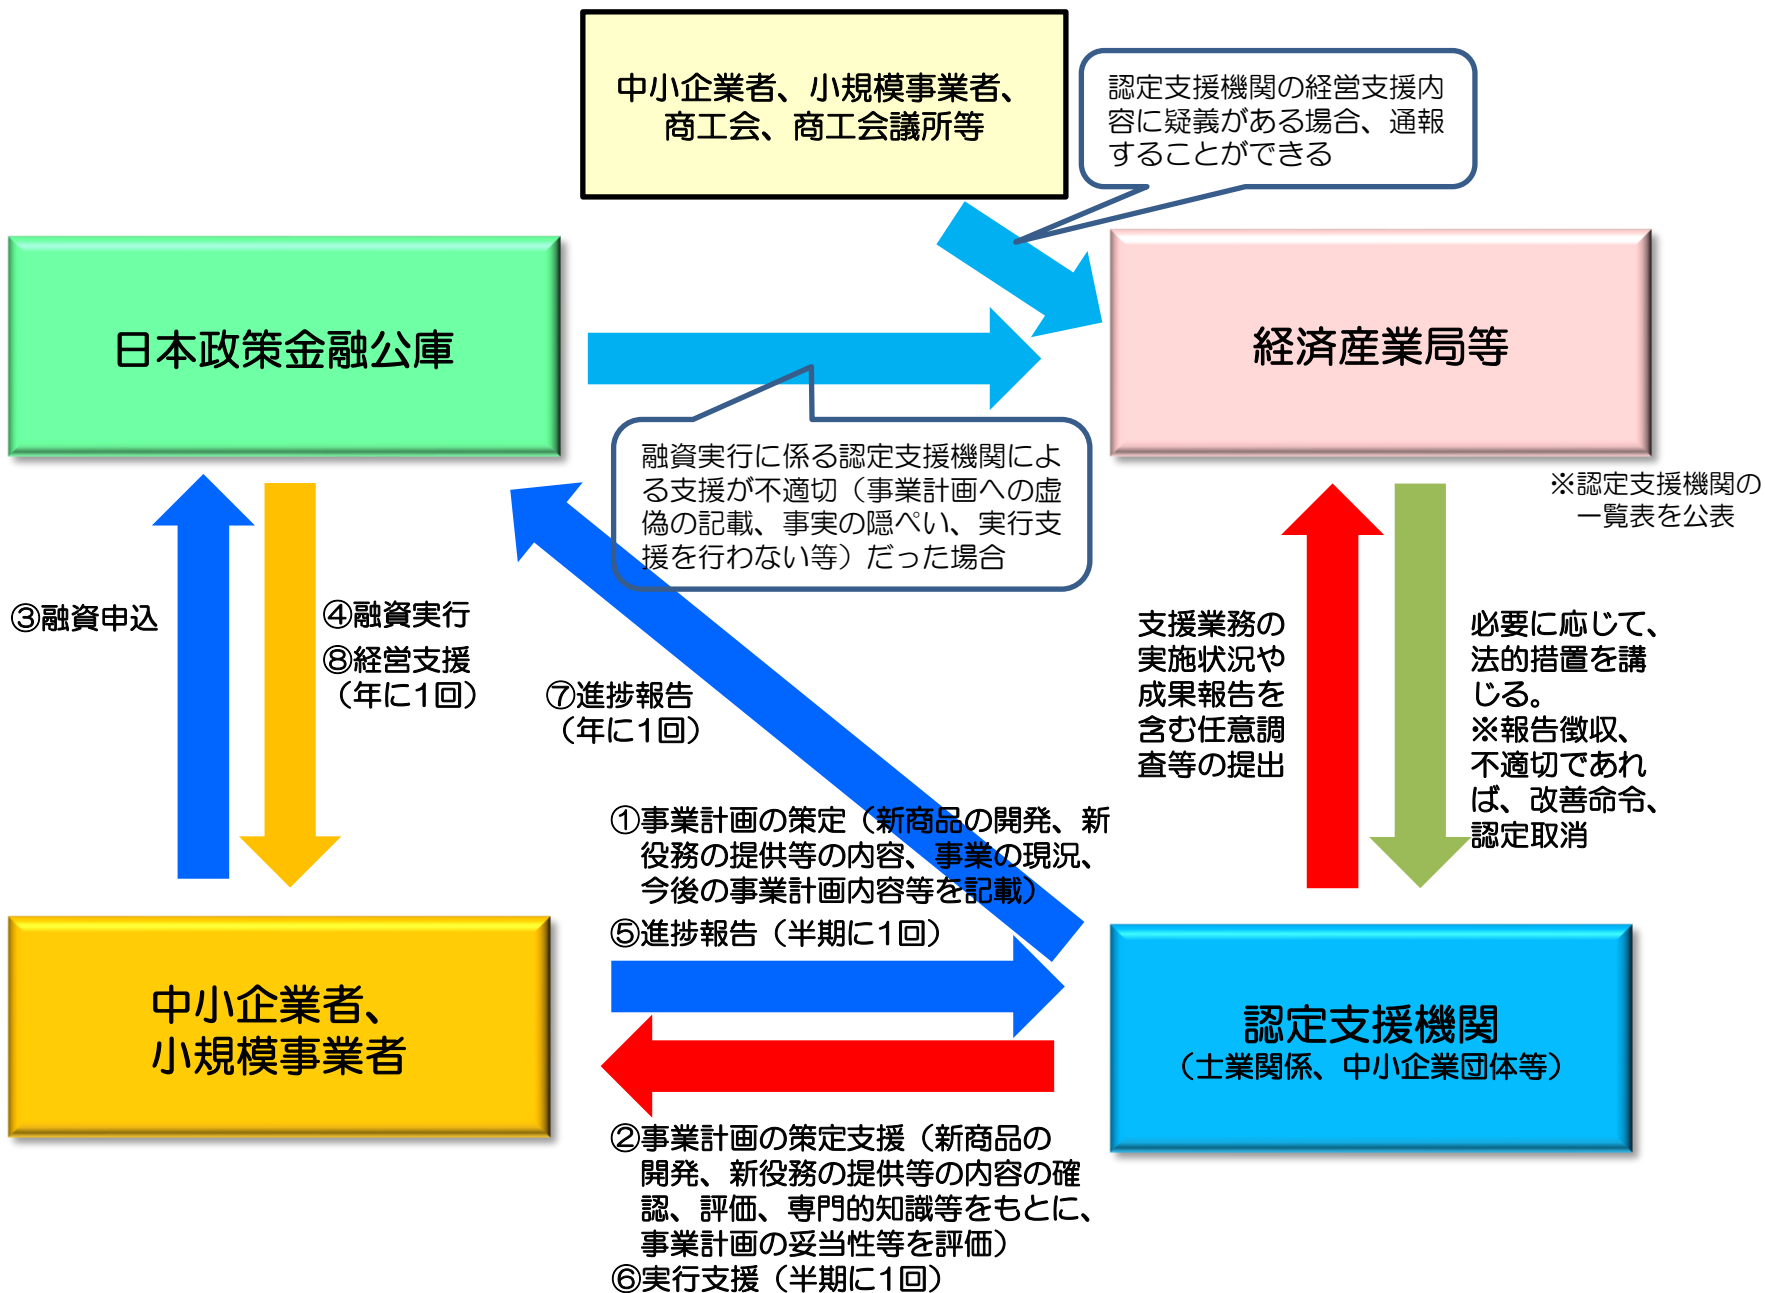 中小企業者、小規模事業者、
商工会、商工会議所等
認定支援機関の経営支援内
容に疑義がある場合、通報
することができる
日本政策金融公庫
経済産業局等
融資実行に係る認定支援機関によ
る支援が不適切（事業計画への虚
偽の記載、事実の隠ぺい、実行支
援を行わない等）だった場合
※認定支援機関の
一覧表を公表
③融資申込
④融資実行
⑧経営支援
（年に1回）
⑦進捗報告
（年に1回）
支援業務の
実施状況や
成果報告を
含む任意調
査等の提出
必要に応じて、
法的措置を講
じる。
※報告徴収、
不適切であれ
ば、改善命令、
認定取消
①事業計画の策定（新商品の開発、新
役務の提供等の内容、事業の現況、
今後の事業計画内容等を記載）
⑤進捗報告（半期に1回）
中小企業者、
小規模事業者
認定支援機関
（士業関係、中小企業団体等）
②事業計画の策定支援（新商品の
開発、新役務の提供等の内容の確
認、評価、専門的知識等をもとに、
事業計画の妥当性等を評価）
⑥実行支援（半期に1回）